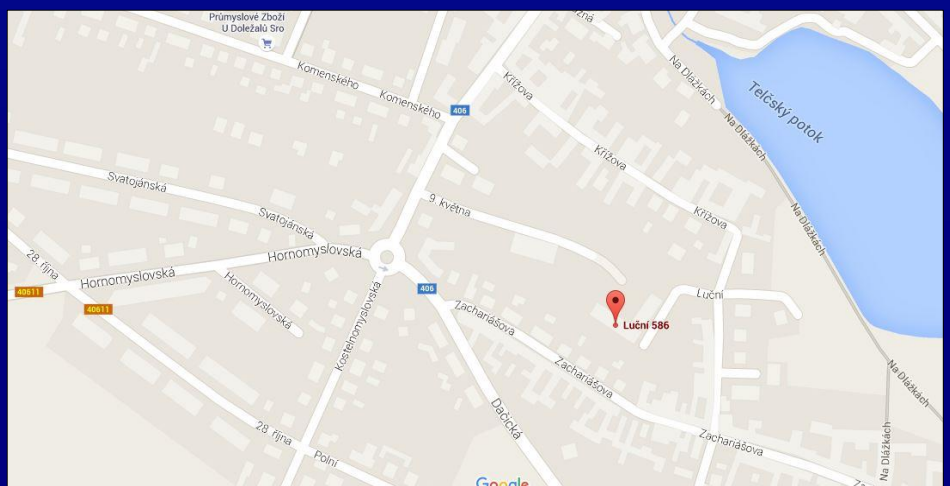 Průmyslové Zboží
U Doležalů Sro
Komenského
Komenského
406
Křížova
Na Dlážkách
Telčský potok
Na Dlážkách
Křížova
Křížova
Na Dlážkách
9. května
Svatojánská
Svatojánská
Hornomyslovská
Hornomyslovská
28. října
40611
40611
Hornomyslovská
Kostelnomyslovská
406
Zachariášova
Luční
Luční 586
Zachariášova
Dačická
Na Dlážkách
28. října
Polní
Zachariášova
Na Dlážkách
Google